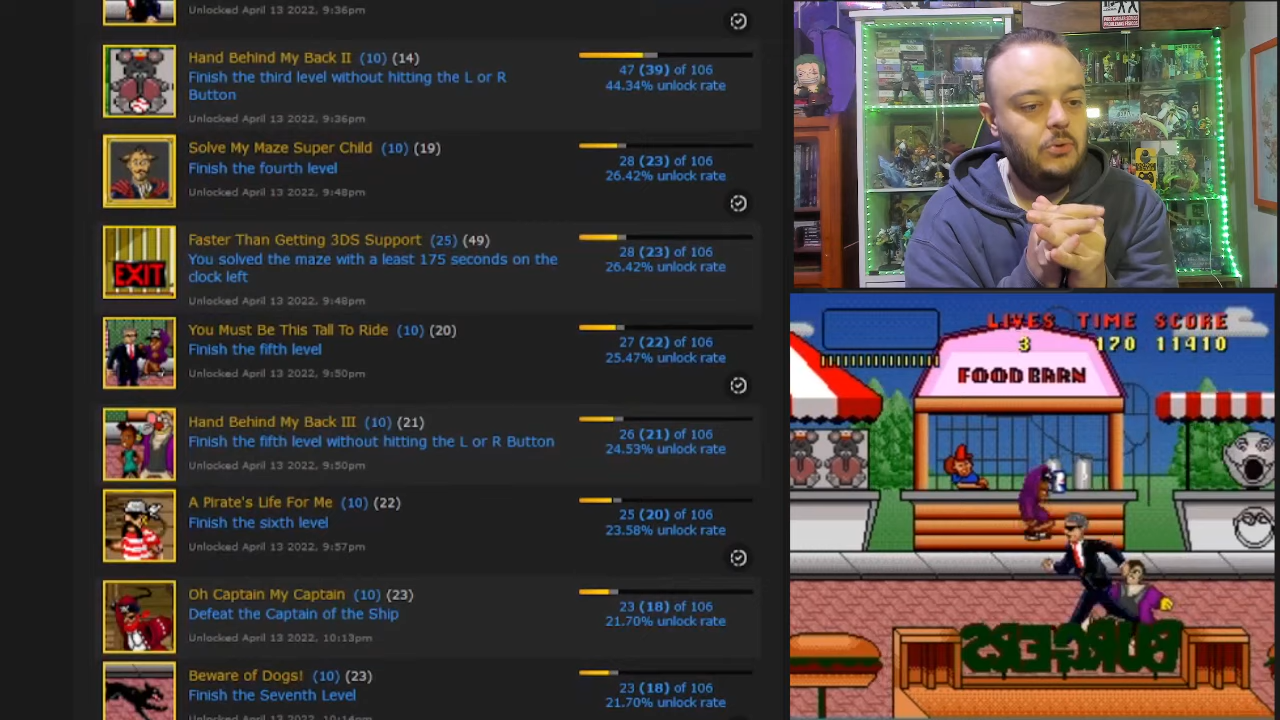 Unlocked April 13 2022, 9:36pm
Hand Behind My Back II (10) (14)
Finish the third level without hitting the L or R
Button
Unlocked April 13 2022, 9:36pm
47 (39) of 106
44.34% unlock rate
Solve My Maze Super Child (10) (19)
Finish the fourth level
Unlocked April 13 2022, 9:48pm
28 (23) of 106
26.42% unlock rate
EXIT
Faster Than Getting 3DS Support (25) (49)
You solved the maze with a least 175 seconds on the
clock left
Unlocked April 13 2022, 9:48pm
28 (23) of 106
26.42% unlock rate
You Must Be This Tall To Ride (10) (20)
Finish the fifth level
Unlocked April 13 2022, 9:50pm
27 (22) of 106
25.47% unlock rate
Hand Behind My Back III (10) (21)
Finish the fifth level without hitting the L or R Button
Unlocked April 13 2022, 9:50pm
26 (21) of 106
24.53% unlock rate
A Pirate's Life For Me (10) (22)
Finish the sixth level
Unlocked April 13 2022, 9:57pm
25 (20) of 106
23.58% unlock rate
Oh Captain My Captain (10) (23)
Defeat the Captain of the Ship
Unlocked April 13 2022, 10:13pm
23 (18) of 106
21.70% unlock rate
Beware of Dogs! (10) (23)
Finish the Seventh Level
Unlocked April 13 2022, 10:14pm
23 (18) of 106
21.70% unlock rate
LIVES TIME SCORE
3 170 11410
FOOD BARN
BURGERS